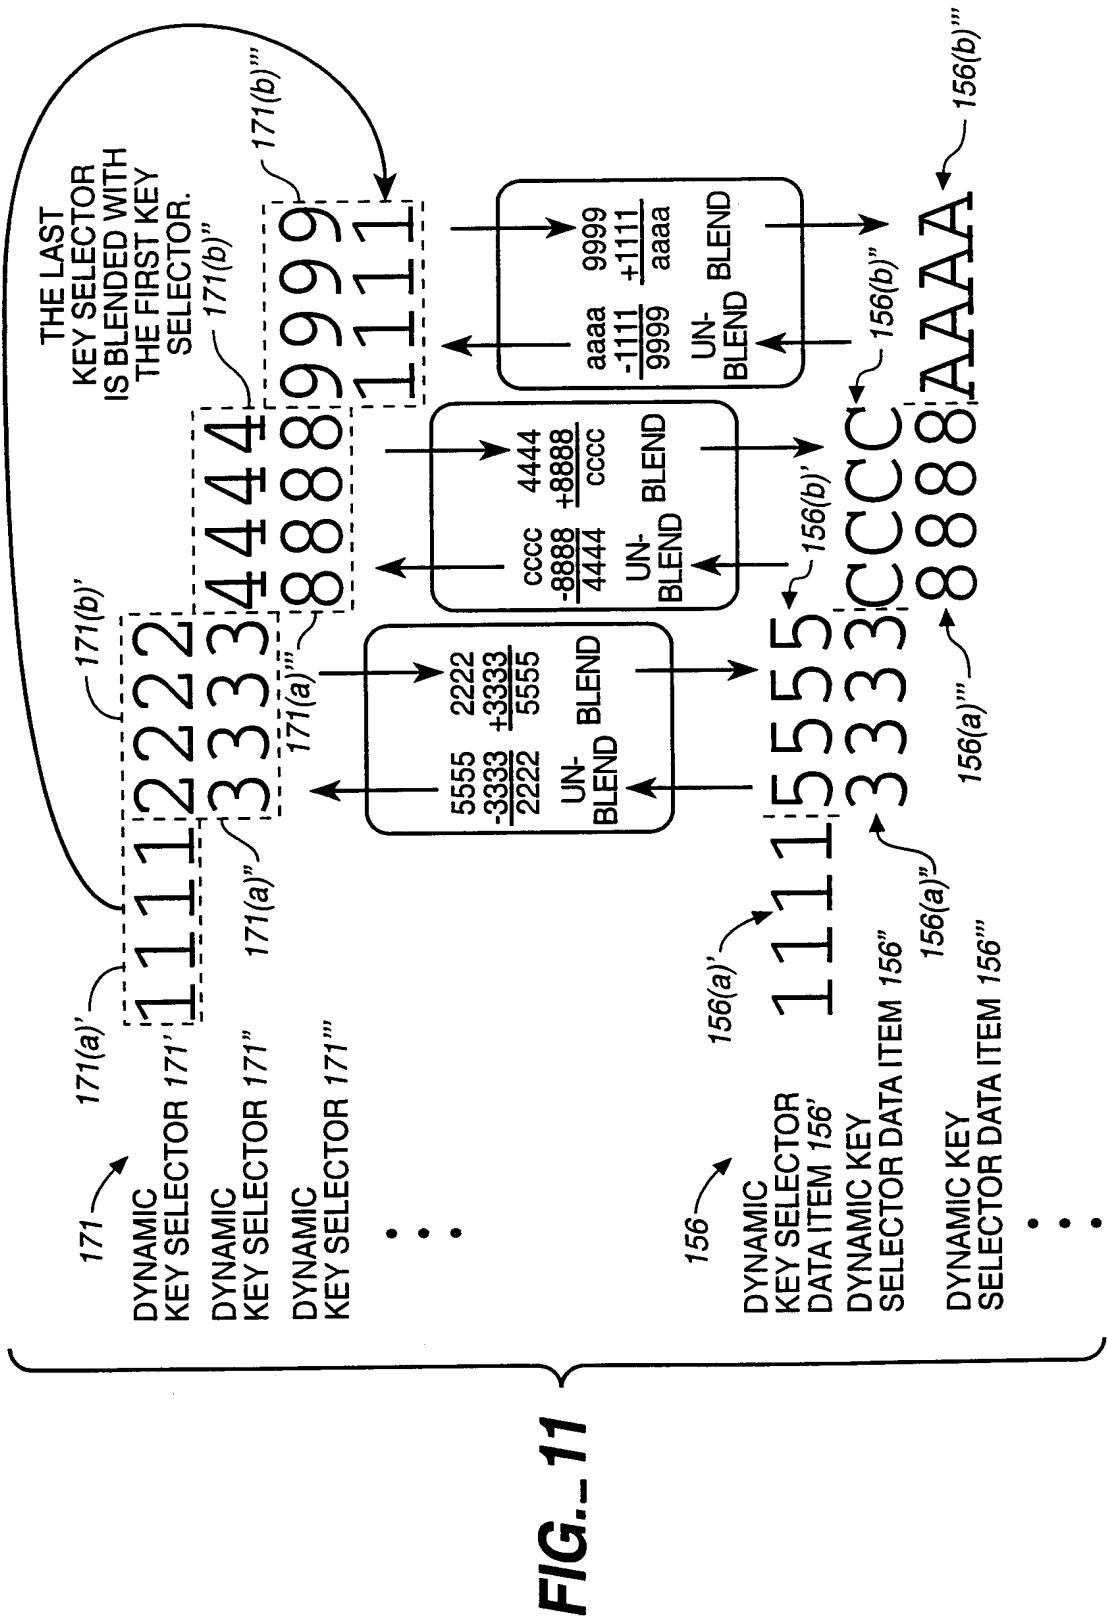 THE LAST
KEY SELECTOR
IS BLENDED WITH
THE FIRST KEY
SELECTOR.
171
171(a)'
171(b)'
171(b)"
171(b)'''
DYNAMIC
KEY SELECTOR 171'
1111 2222
DYNAMIC
KEY SELECTOR 171"
3333 4444
171(a)"
DYNAMIC
KEY SELECTOR 171'''
8888 9999
171(a)'''
1111
5555
-3333
2222
UN-
BLEND
2222
+3333
5555
BLEND
cccc
-8888
4444
UN-
BLEND
4444
+8888
cccc
BLEND
aaaa
-1111
9999
UN-
BLEND
9999
+1111
aaaa
BLEND
156
156(a)'
156(b)'
156(b)"
156(b)'''
DYNAMIC
KEY SELECTOR
DATA ITEM 156'
1111 5555
DYNAMIC KEY
SELECTOR DATA ITEM 156"
3333 CCCC
156(a)"
DYNAMIC KEY
SELECTOR DATA ITEM 156'''
8888 AAAA
156(a)'''
FIG._11